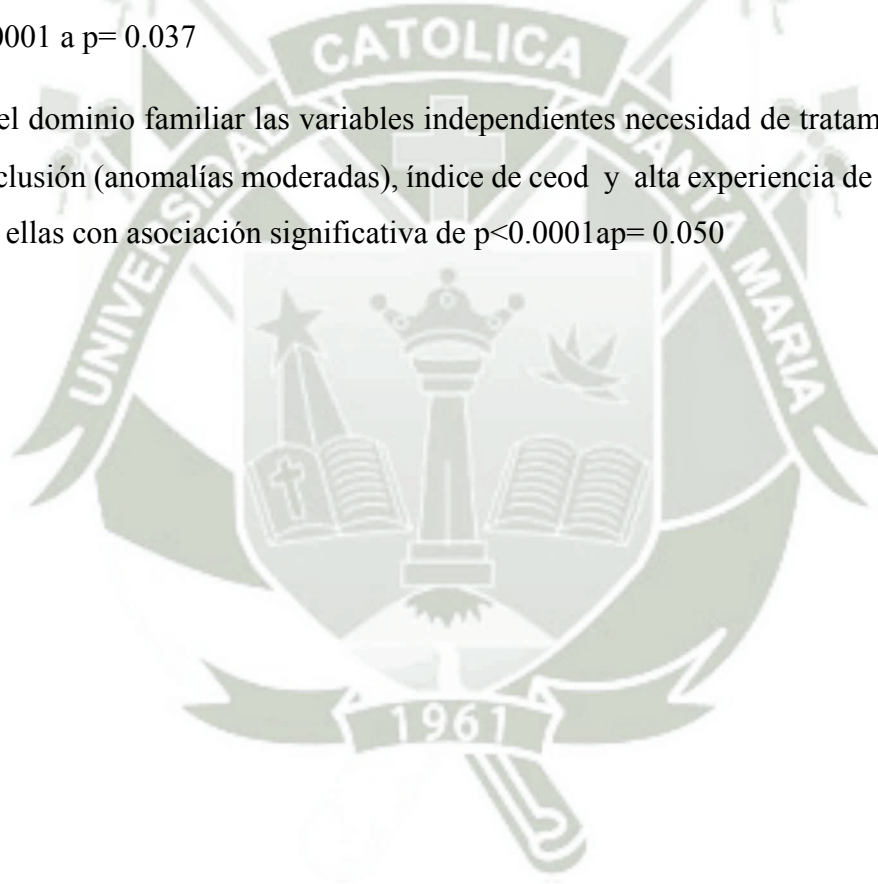 0001 a p= 0.037
el dominio familiar las variables independientes necesidad de tratam
clusión (anomalías moderadas), índice de ceod y alta experiencia de
ellas con asociación significativa de p<0.0001ap= 0.050
UNIVERSIDAD CATOLICA SANTA MARIA
1961